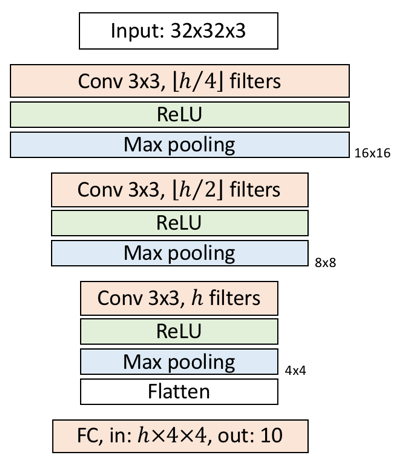 Input: 32x32x3
Conv 3x3, ⌊h/4⌋ filters
ReLU
Max pooling
16x16
Conv 3x3, ⌊h/2⌋ filters
ReLU
Max pooling
8x8
Conv 3x3, h filters
ReLU
Max pooling
4x4
Flatten
FC, in: h×4×4, out: 10